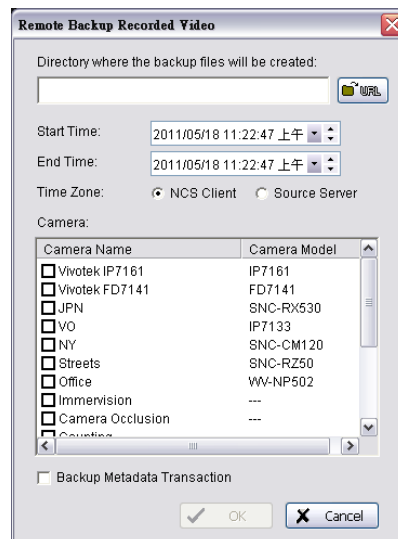 Remote Backup Recorded Video
Directory where the backup files will be created:
URL
Start Time: 2011/05/18 11:22:47 上午
End Time: 2011/05/18 11:22:47 上午
Time Zone: NCS Client Source Server
Camera:
Camera Name Camera Model
Vivotek IP7161 IP7161
Vivotek FD7141 FD7141
JPN SNC-RX530
VO IP7133
NY SNC-CM120
Streets SNC-RZ50
Office WV-NP502
Immervision ---
Camera Occlusion ---
Counting
Backup Metadata Transaction
OK Cancel